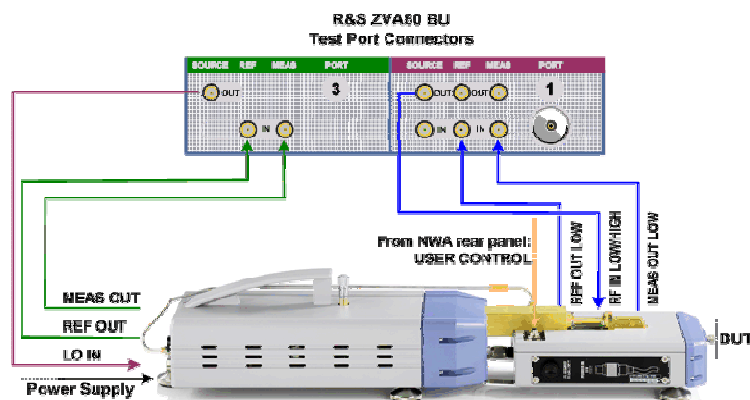 R&S ZVA80 BU
Test Port Connectors
SOURCE REF MEAS PORT
SOURCE REF MEAS PORT
OUT 3
OUT OUT 1
IN
IN IN
From NWA rear panel:
USER CONTROL
REF OUT LOW
RF IN LOW/HIGH
MEAS OUT LOW
MEAS OUT
REF OUT
LO IN
Power Supply
DUT